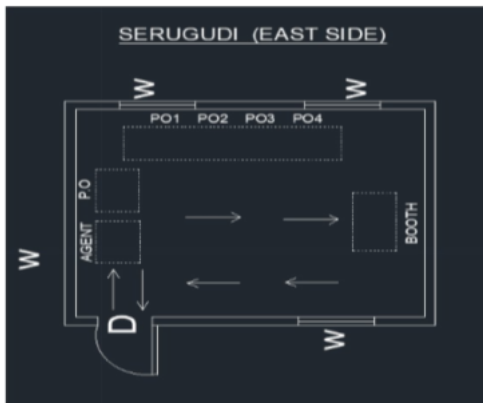 SERUGUDI (EAST SIDE)
W
W
PO1 PO2 PO3 PO4
P.O
AGENT
BOOTH
W
D
W